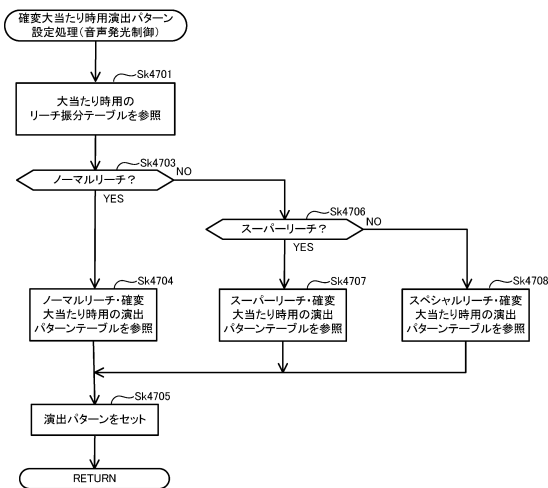 確変大当たり時用演出パターン
設定処理(音声発光制御)
Sk4701
大当たり時用の
リーチ振分テーブルを参照
Sk4703
ノーマルリーチ?
NO
YES
Sk4706
スーパーリーチ?
NO
YES
Sk4704
ノーマルリーチ・確変
大当たり時用の演出
パターンテーブルを参照
Sk4707
スーパーリーチ・確変
大当たり時用の演出
パターンテーブルを参照
Sk4708
スペシャルリーチ・確変
大当たり時用の演出
パターンテーブルを参照
Sk4705
演出パターンをセット
RETURN